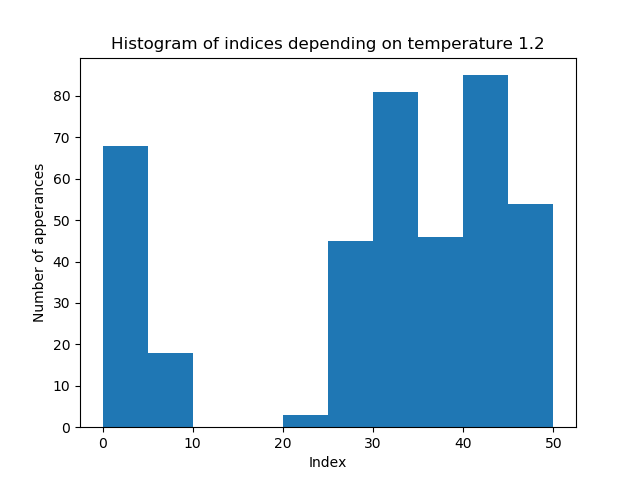 Histogram of indices depending on temperature 1.2
Number of apperances
80
70
60
50
40
30
20
10
0
0 10 20 30 40 50
Index